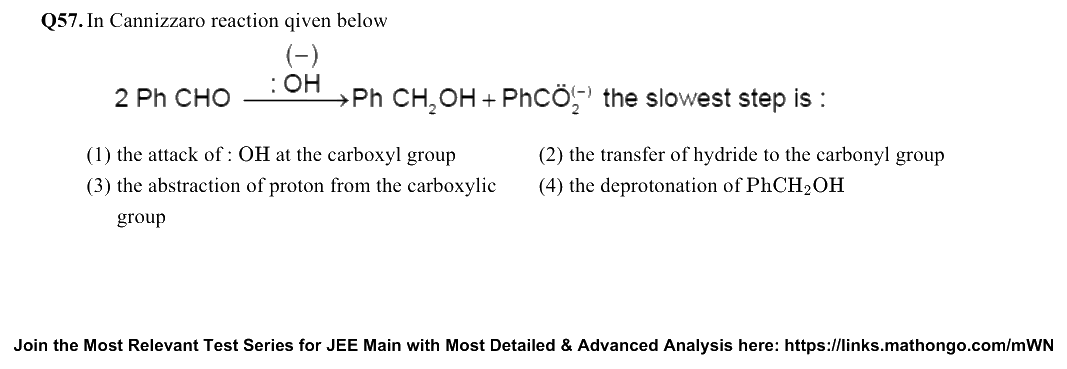 Q57. In Cannizzaro reaction qiven below
(−)
: OH
2 Ph CHO ⟶ Ph CH₂OH + PhCÖ₂⁽⁻⁾ the slowest step is :
(1) the attack of : OH at the carboxyl group
(2) the transfer of hydride to the carbonyl group
(3) the abstraction of proton from the carboxylic
group
(4) the deprotonation of PhCH₂OH
Join the Most Relevant Test Series for JEE Main with Most Detailed & Advanced Analysis here: https://links.mathongo.com/mWN